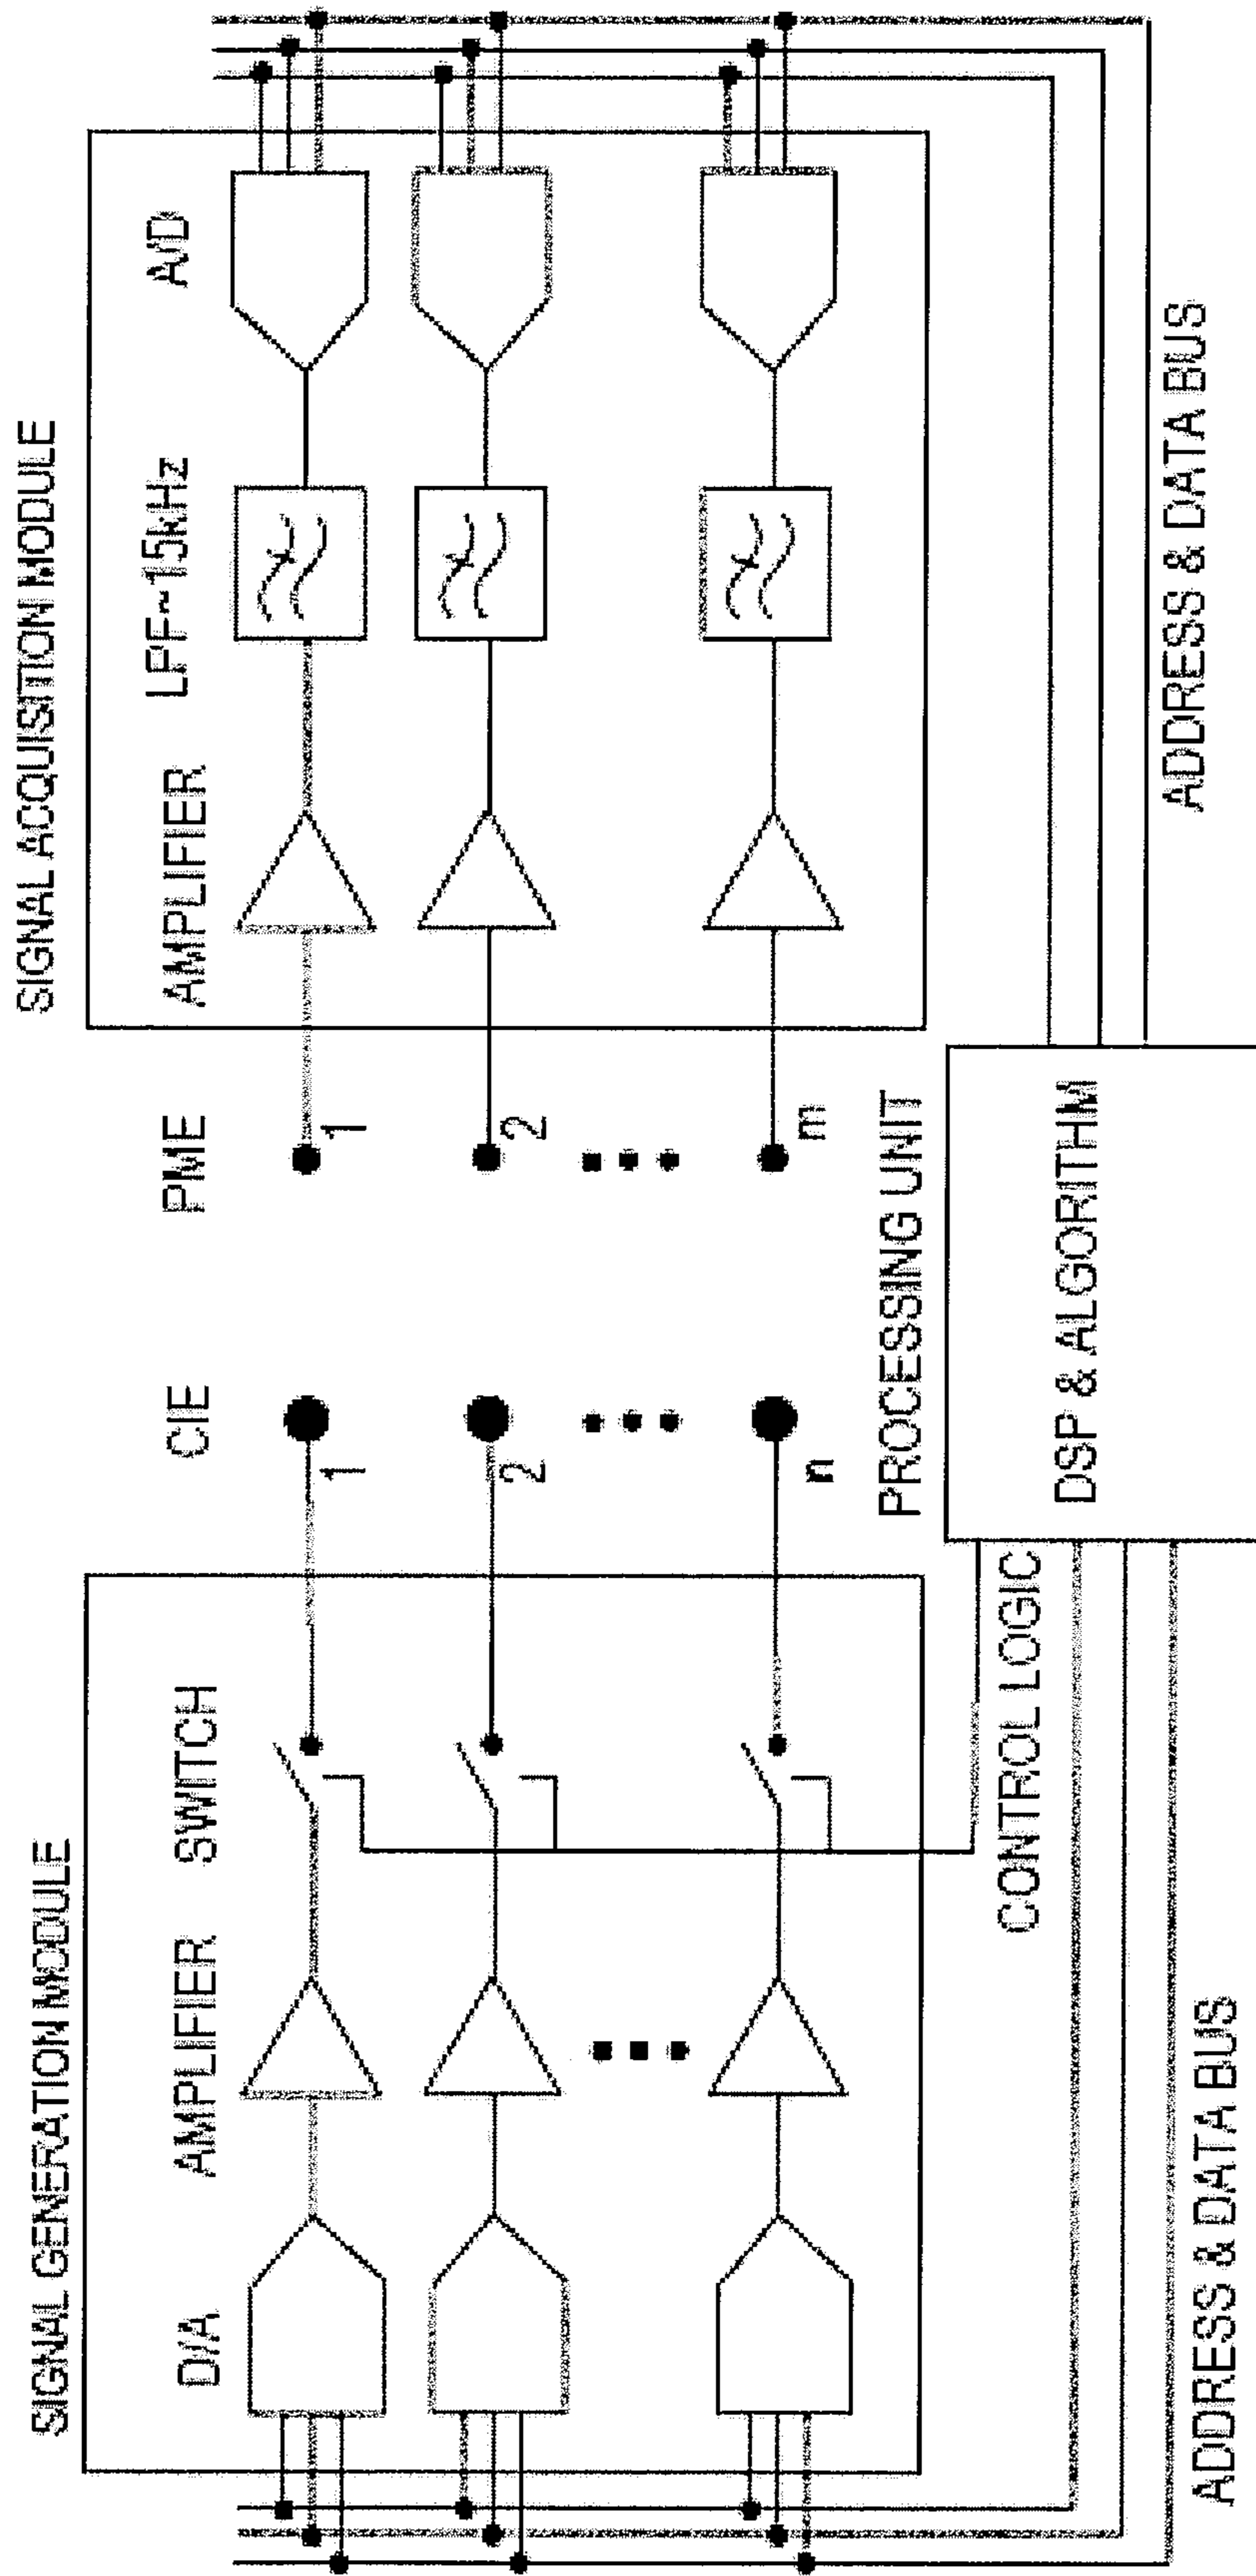 SIGNAL GENERATION MODULE
D/A
AMPLIFIER
SWITCH
CIE
1
2
n
PME
1
2
m
SIGNAL ACQUISITION MODULE
AMPLIFIER
LPF~15kHz
A/D
PROCESSING UNIT
DSP & ALGORITHM
CONTROL LOGIC
ADDRESS & DATA BUS
ADDRESS & DATA BUS